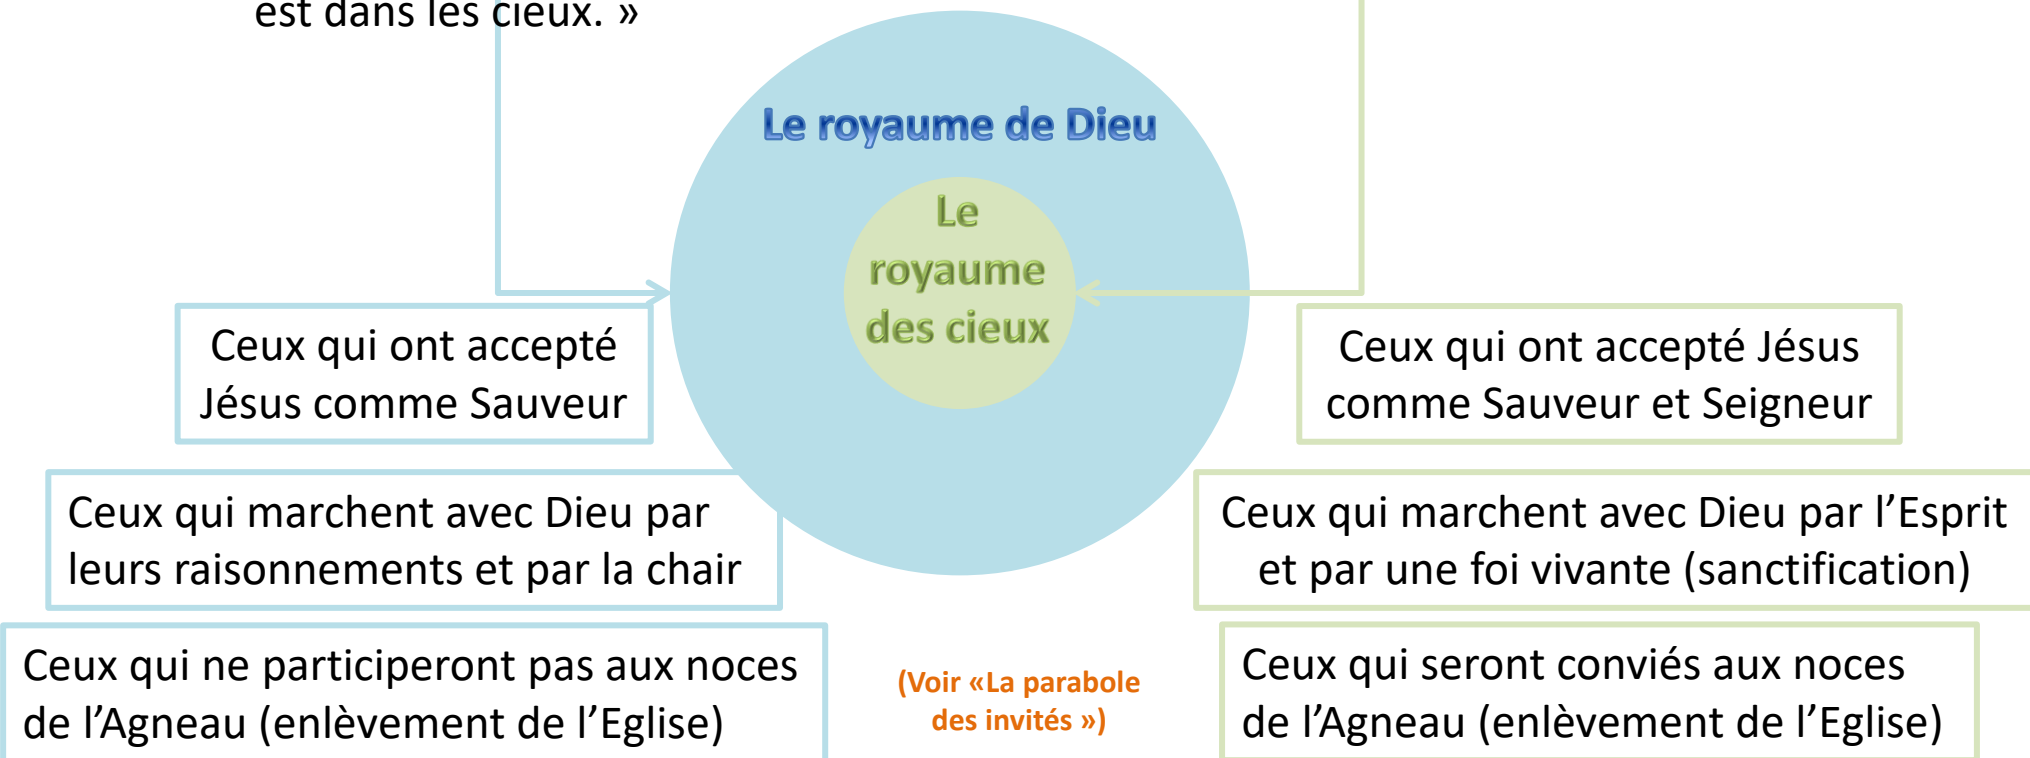 est dans les cieux. »
Le royaume de Dieu
Le
royaume
des cieux
Ceux qui ont accepté
Jésus comme Sauveur
Ceux qui ont accepté Jésus
comme Sauveur et Seigneur
Ceux qui marchent avec Dieu par
leurs raisonnements et par la chair
Ceux qui marchent avec Dieu par l’Esprit
et par une foi vivante (sanctification)
Ceux qui ne participeront pas aux noces
de l’Agneau (enlèvement de l’Eglise)
(Voir «La parabole
des invités »)
Ceux qui seront conviés aux noces
de l’Agneau (enlèvement de l’Eglise)